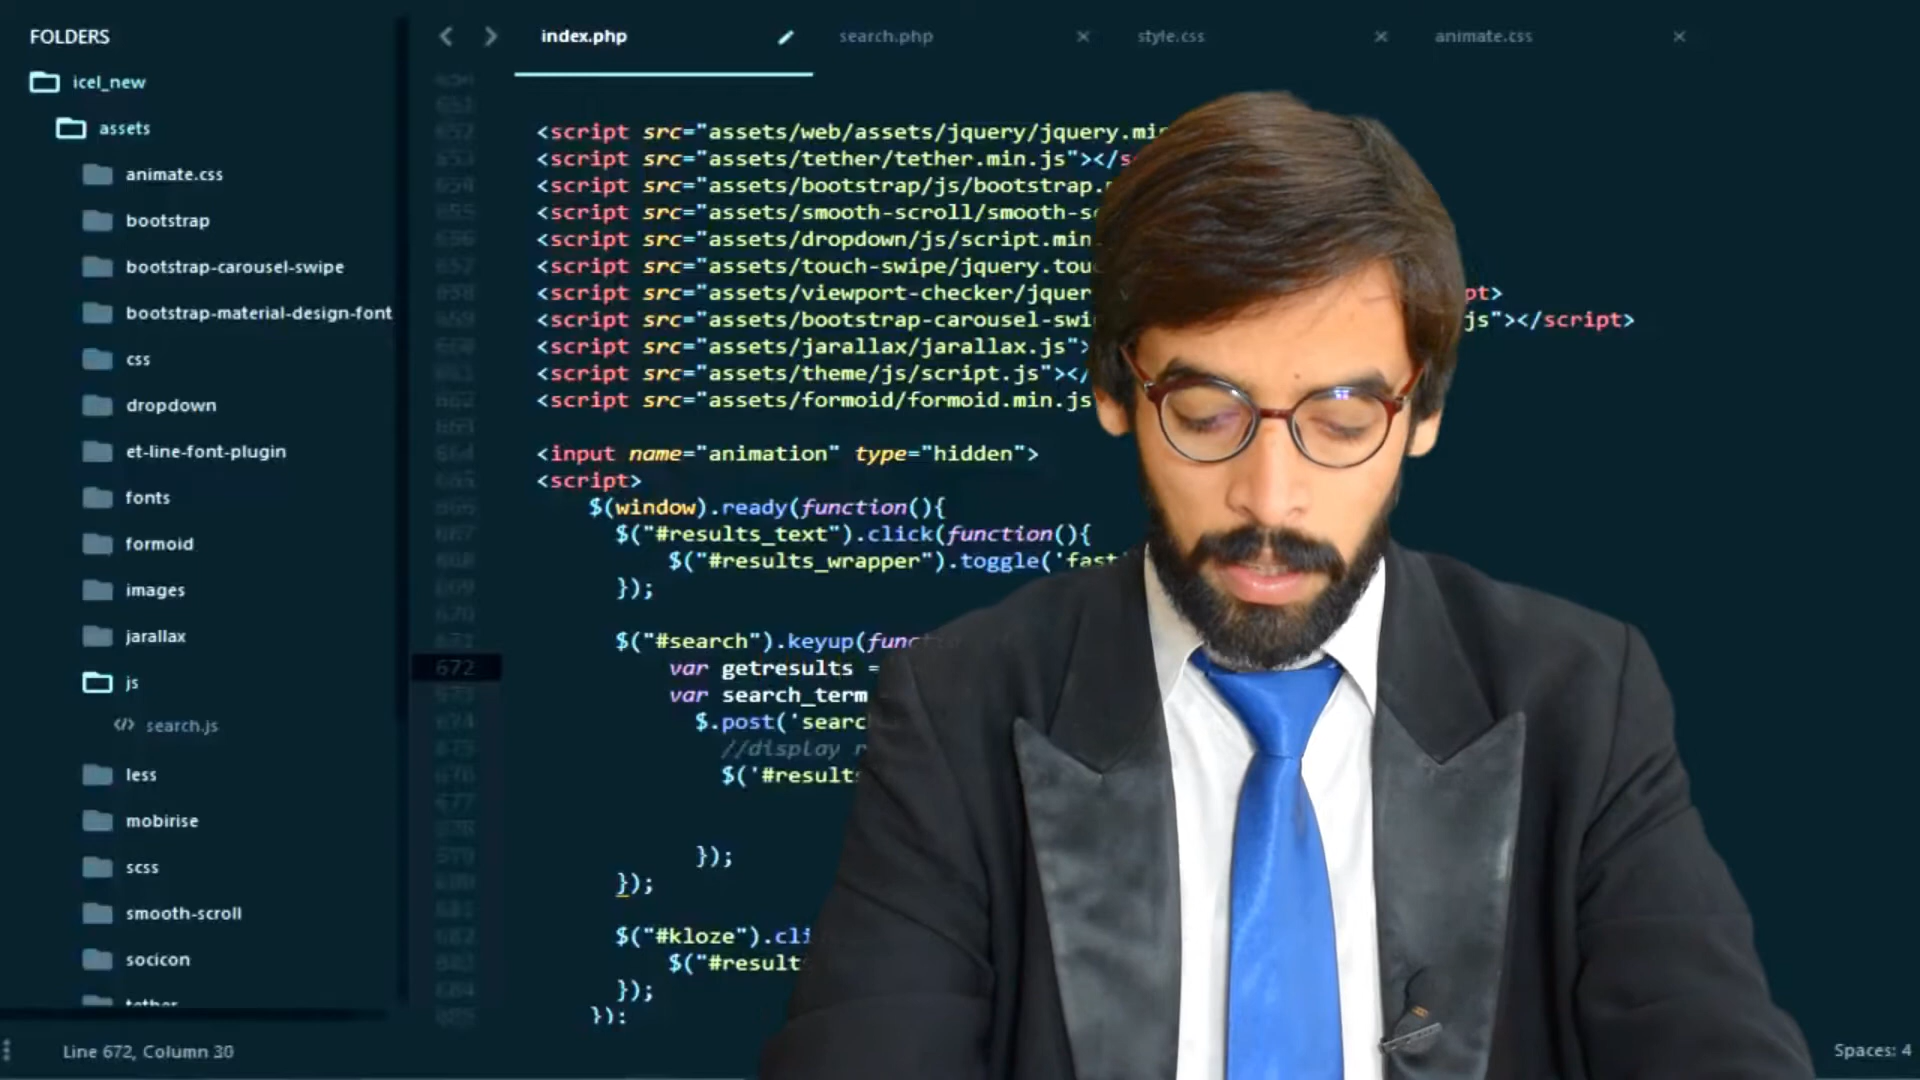 FOLDERS
icel_new
assets
animate.css
bootstrap
bootstrap-carousel-swipe
bootstrap-material-design-font
css
dropdown
et-line-font-plugin
fonts
formoid
images
jarallax
js
search.js
less
mobirise
scss
smooth-scroll
socicon
tether
index.php
search.php
style.css
animate.css
<script src="assets/web/assets/jquery/jquery.min
<script src="assets/tether/tether.min.js"></s
<script src="assets/bootstrap/js/bootstrap.
<script src="assets/smooth-scroll/smooth-s
<script src="assets/dropdown/js/script.min
<script src="assets/touch-swipe/jquery.tou
<script src="assets/viewport-checker/jquer pt>
<script src="assets/bootstrap-carousel-swi js"></script>
<script src="assets/jarallax/jarallax.js">
<script src="assets/theme/js/script.js"></
<script src="assets/formoid/formoid.min.js
<input name="animation" type="hidden">
<script>
$(window).ready(function(){
$("#results_text").click(function(){
$("#results_wrapper").toggle('fast'
});
$("#search").keyup(funct
672 var getresults =
var search_term
$.post('searc
//display r
$('#results
});
});
$("#kloze").cli
$("#results
});
});
Line 672, Column 30
Spaces: 4